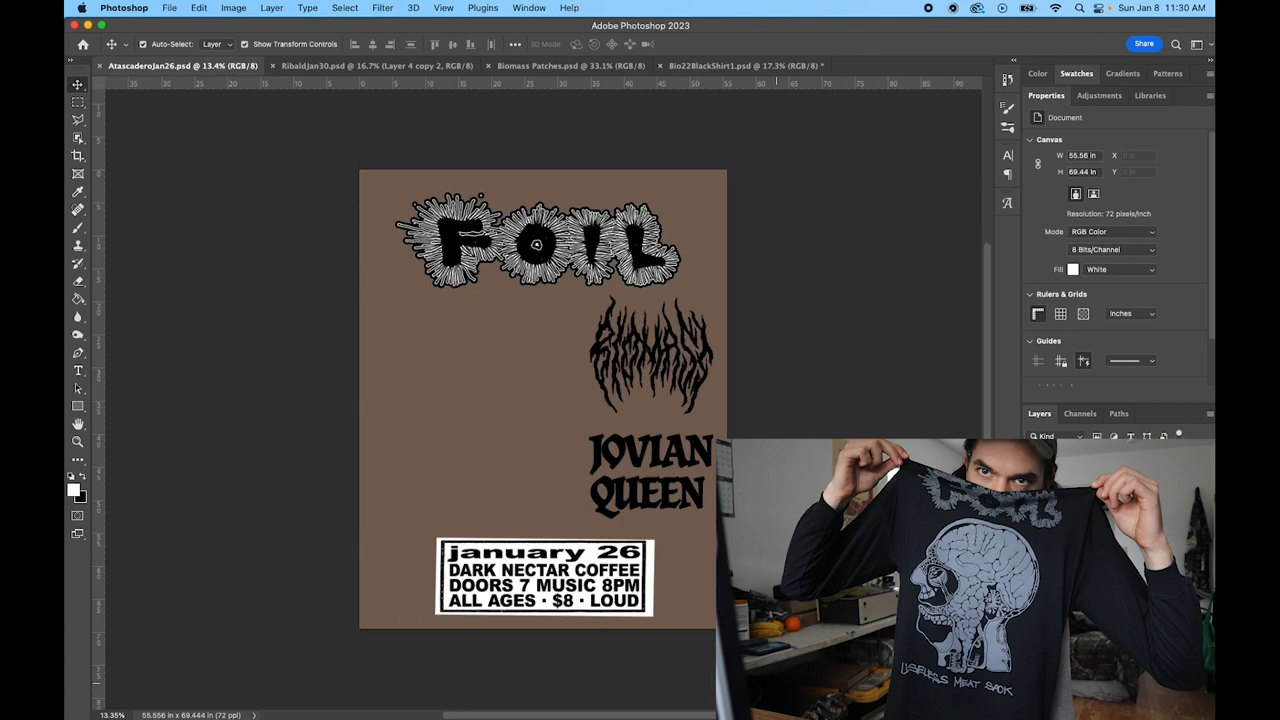 Photoshop File Edit Image Layer Type Select Filter 3D View Plugins Window Help Sun Jan 8 11:30 AM
Adobe Photoshop 2023
Auto-Select: Layer Show Transform Controls 3D Mode: Share
AtascaderoJan26.psd @ 13.4% (RGB/8) RibaldJan30.psd @ 16.7% (Layer 4 copy 2, RGB/8) Biomass Patches.psd @ 33.1% (RGB/8) Bio22BlackShirt1.psd @ 17.3% (RGB/8) *
Color Swatches Gradients Patterns
Properties Adjustments Libraries
Document
Canvas
W 55.56 in X 0 in
H 69.44 in Y 0 in
Resolution: 72 pixels/inch
Mode RGB Color
8 Bits/Channel
Fill White
Rulers & Grids
Inches
Guides
Layers Channels Paths
Kind
FOIL
BIOMASS
JOVIAN
QUEEN
january 26
DARK NECTAR COFFEE
DOORS 7 MUSIC 8PM
ALL AGES · $8 · LOUD
USELESS MEAT SACK
13.35% 55.556 in x 69.444 in (72 ppi)